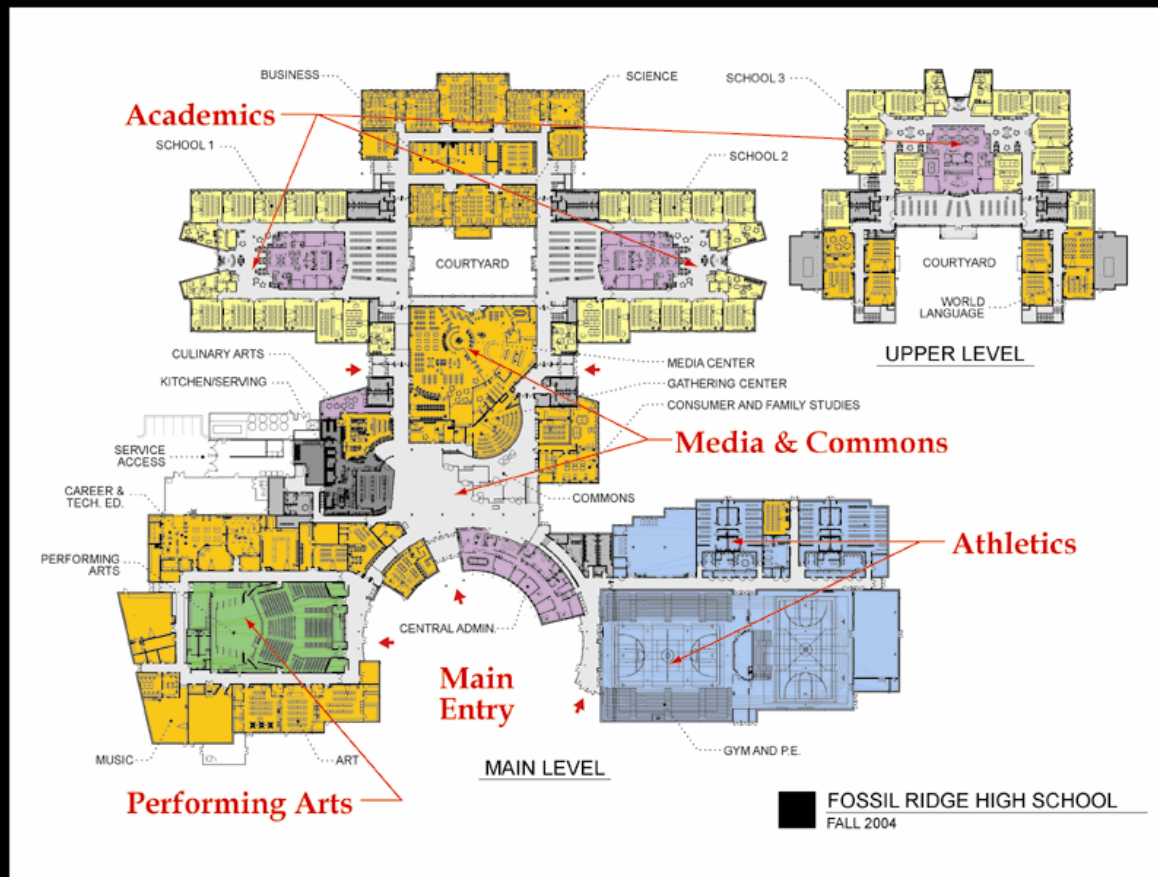 BUSINESS
SCIENCE
SCHOOL 3
Academics
SCHOOL 1
SCHOOL 2
COURTYARD
COURTYARD
WORLD
LANGUAGE
UPPER LEVEL
CULINARY ARTS
MEDIA CENTER
KITCHEN/SERVING
GATHERING CENTER
CONSUMER AND FAMILY STUDIES
Media & Commons
SERVICE
ACCESS
CAREER &
TECH. ED.
COMMONS
Athletics
PERFORMING
ARTS
CENTRAL ADMIN.
Main
Entry
GYM AND P.E.
MUSIC
ART
MAIN LEVEL
Performing Arts
FOSSIL RIDGE HIGH SCHOOL
FALL 2004